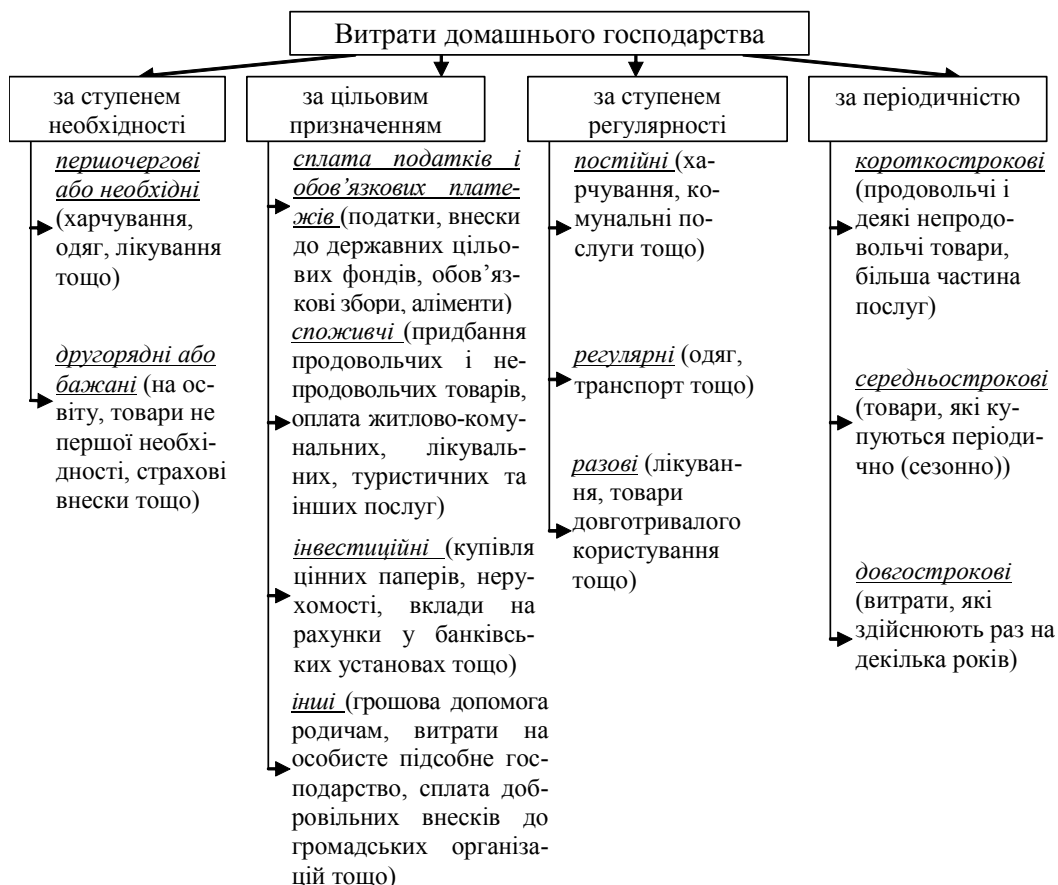 Витрати домашнього господарства
за ступенем
необхідності
першочергові
або необхідні
(харчування,
одяг, лікування
тощо)
другорядні або
бажані (на ос-
віту, товари не
першої необхі-
дності, страхові
внески тощо)
за цільовим
призначенням
сплата податків і
обов’язкових плате-
жів (податки, внески
до державних цільо-
вих фондів, обов’яз-
кові збори, аліменти)
споживчі (придбання
продовольчих і не-
продовольчих товарів,
оплата житлово-кому-
нальних, лікуваль-
них, туристичних та
інших послуг)
інвестиційні (купівля
цінних паперів, неру-
хомості, вклади на
рахунки у банківсь-
ких установах тощо)
інші (грошова допомога
родичам, витрати на
особисте підсобне гос-
подарство, сплата доб-
ровільних внесків до
громадських організа-
цій тощо)
за ступенем
регулярності
постійні (ха-
рчування, ко-
мунальні по-
слуги тощо)
регулярні (одяг,
транспорт тощо)
разові (лікуван-
ня, товари
довготривалого
користування
тощо)
за періодичністю
короткострокові
(продовольчі і
деякі непродо-
вольчі товари,
більша частина
послуг)
середньострокові
(товари, які ку-
пуються періоди-
чно (сезонно))
довгострокові
(витрати, які
здійснюють раз на
декілька років)